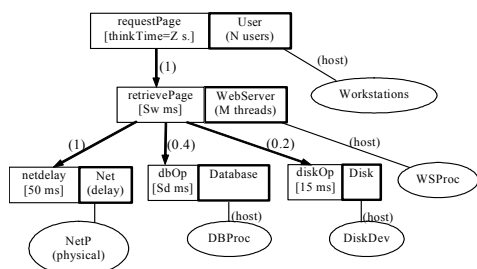 requestPage
[thinkTime=Z s.]
User
(N users)
(host)
(1)
Workstations
retrievePage
[Sw ms]
WebServer
(M threads)
(host)
(1)
(0.4)
(0.2)
netdelay
[50 ms]
Net
(delay)
dbOp
[Sd ms]
Database
diskOp
[15 ms]
Disk
WSProc
(host)
(host)
NetP
(physical)
DBProc
DiskDev